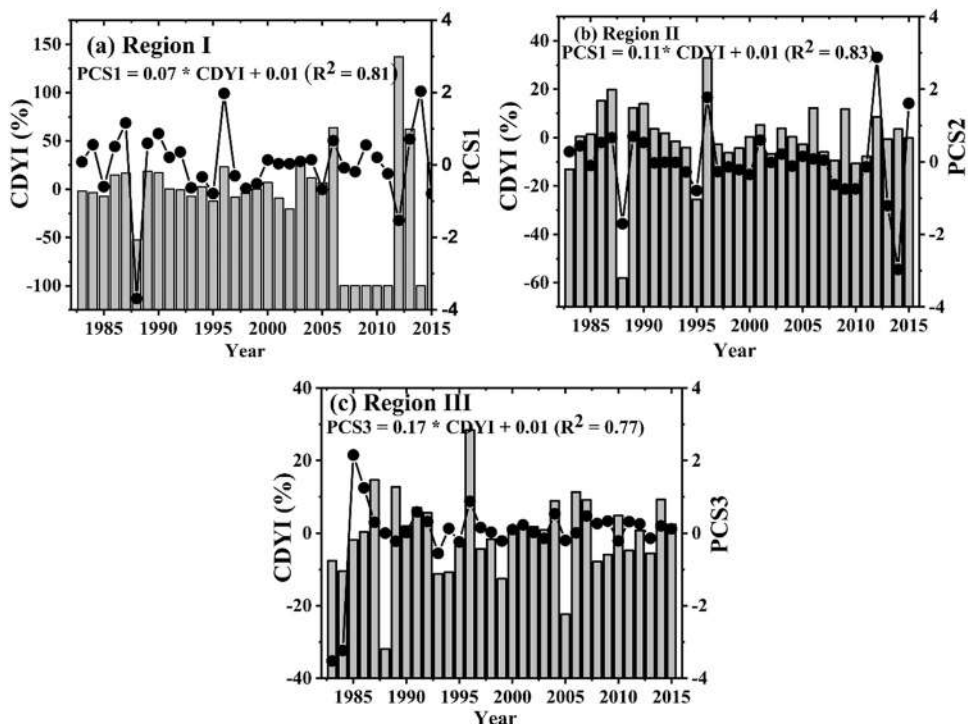 (a) Region I
PCS1 = 0.07 * CDYI + 0.01 (R² = 0.81)
CDYI (%)
150
100
50
0
-50
-100
4
2
0
-2
-4
PCS1
1985 1990 1995 2000 2005 2010 2015
Year
(b) Region II
PCS1 = 0.11* CDYI + 0.01 (R² = 0.83)
CDYI (%)
40
20
0
-20
-40
-60
4
2
0
-2
-4
PCS2
1985 1990 1995 2000 2005 2010 2015
Year
(c) Region III
PCS3 = 0.17 * CDYI + 0.01 (R² = 0.77)
CDYI (%)
40
20
0
-20
-40
4
2
0
-2
-4
PCS3
1985 1990 1995 2000 2005 2010 2015
Year